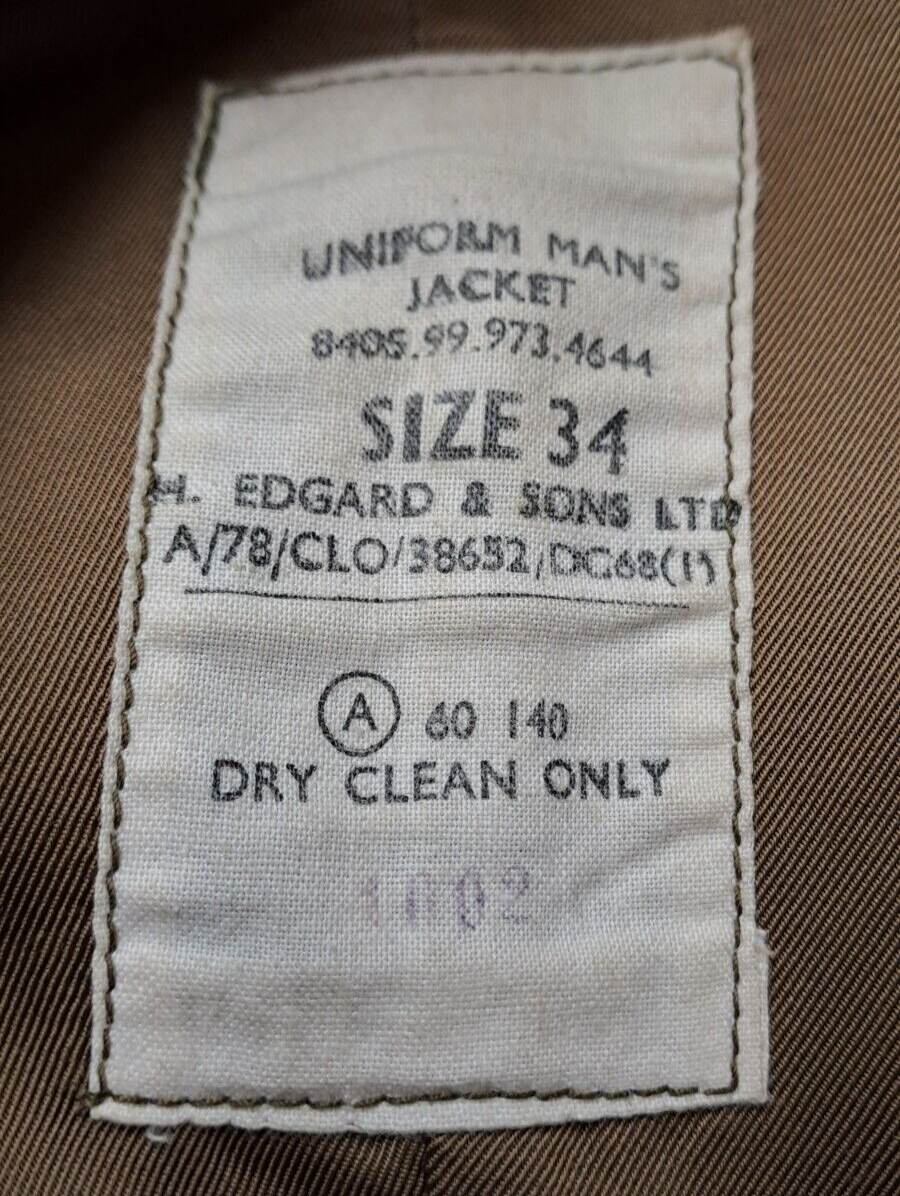 UNIFORM MAN'S
JACKET
8405.99.973.4644
SIZE 34
H. EDGARD & SONS LTD
A/78/CLO/38652/DC68(1)
A 60 140
DRY CLEAN ONLY